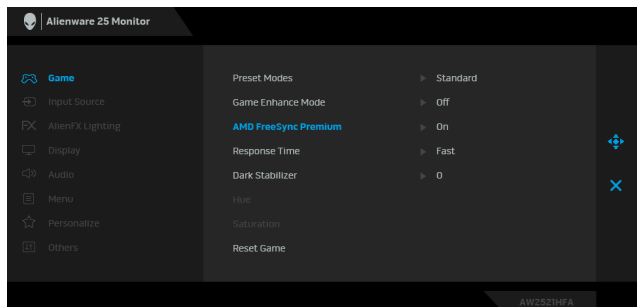 Alienware 25 Monitor
Game
Input Source
AlienFX Lighting
Display
Audio
Menu
Personalize
Others
Preset Modes Standard
Game Enhance Mode Off
AMD FreeSync Premium On
Response Time Fast
Dark Stabilizer 0
Hue
Saturation
Reset Game
AW2521HFA